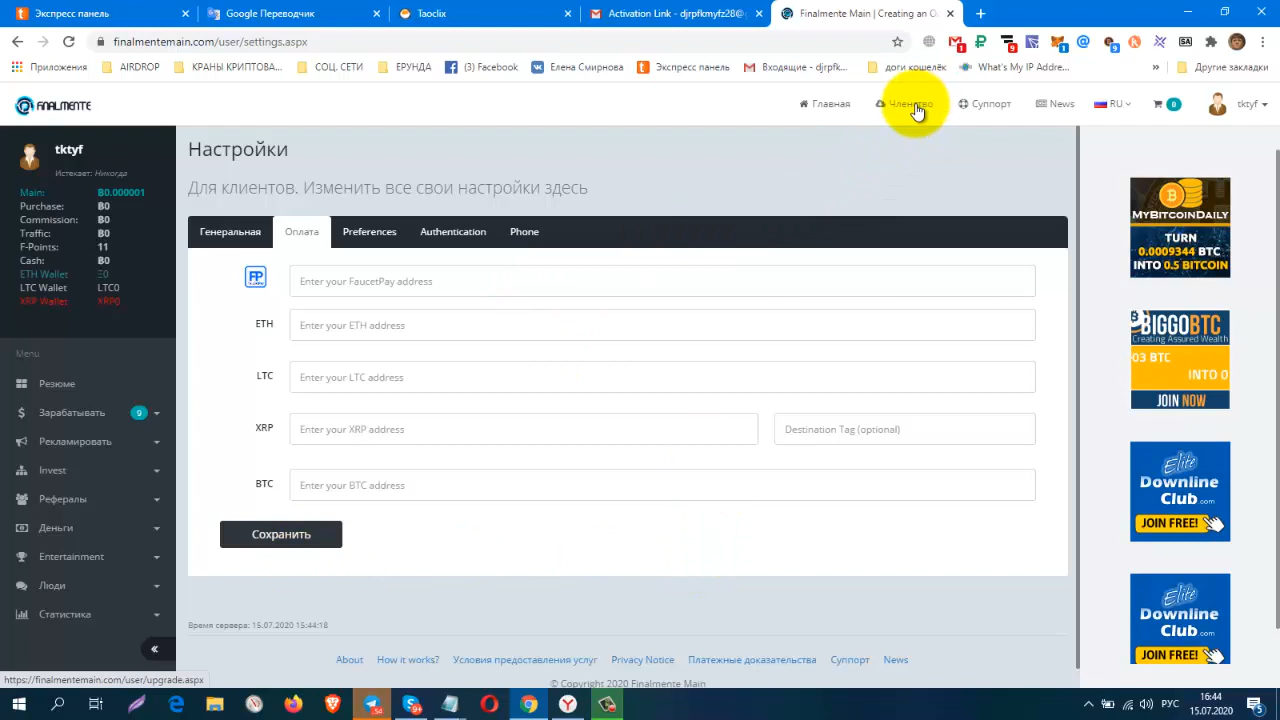 Экспресс панель
Google Переводчик
Taoclix
Activation Link - djrpfkmyfz28@g
Finalmente Main | Creating an O
finalmentemain.com/user/settings.aspx
Приложения
AIRDROP
КРАНЫ КРИПТОВА...
СОЦ. СЕТИ
ЕРУНДА
(3) Facebook
Елена Смирнова
Экспресс панель
Входящие - djrpfk...
доги кошелёк
What's My IP Addre...
»
Другие закладки
FINALMENTE
Главная
Членство
Суппорт
News
RU
0
tktyf
tktyf
Истекает: Никогда
Main: ฿0.000001
Purchase: ฿0
Commission: ฿0
Traffic: ฿0
F-Points: 11
Cash: ฿0
ETH Wallet Ξ0
LTC Wallet LTC0
XRP Wallet XRP0
Menu
Резюме
Зарабатывать 9
Рекламировать
Invest
Рефералы
Деньги
Entertainment
Люди
Статистика
Настройки
Для клиентов. Изменить все свои настройки здесь
Генеральная Оплата Preferences Authentication Phone
FP
Enter your FaucetPay address
ETH Enter your ETH address
LTC Enter your LTC address
XRP Enter your XRP address Destination Tag (optional)
BTC Enter your BTC address
Сохранить
Время сервера: 15.07.2020 15:44:18
About How it works? Условия предоставления услуг Privacy Notice Платежные доказательства Суппорт News
© Copyright 2020 Finalmente Main
MYBITCOINDAILY
TURN
0.0009344 BTC
INTO 0.5 BITCOIN
BIGGOBTC
Creating Assured Wealth
03 BTC
INTO 0
JOIN NOW
Elite
Downline
Club.com
JOIN FREE!
Elite
Downline
Club.com
JOIN FREE!
https://finalmentemain.com/user/upgrade.aspx
РУС
16:44
15.07.2020